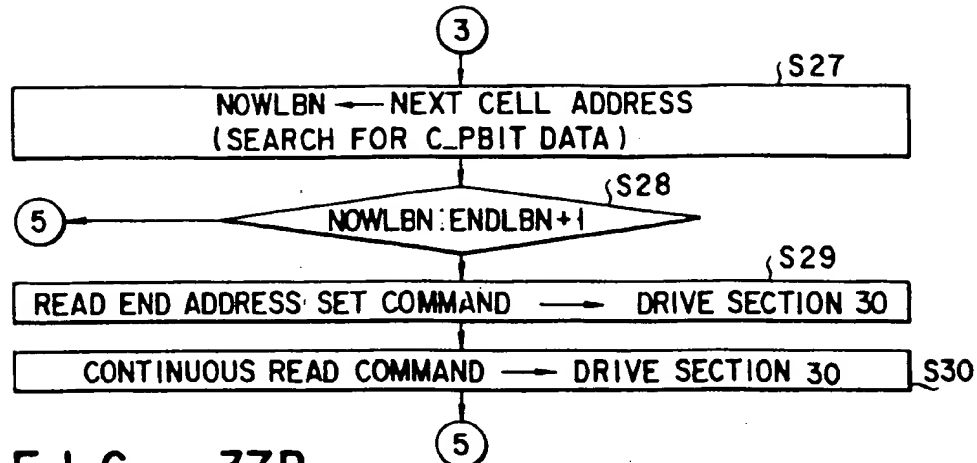 3
S27
NOWLBN ← NEXT CELL ADDRESS
(SEARCH FOR C_PBIT DATA)
S28
5
NOWLBN:ENDLBN+1
S29
READ END ADDRESS SET COMMAND → DRIVE SECTION 30
CONTINUOUS READ COMMAND → DRIVE SECTION 30
S30
5